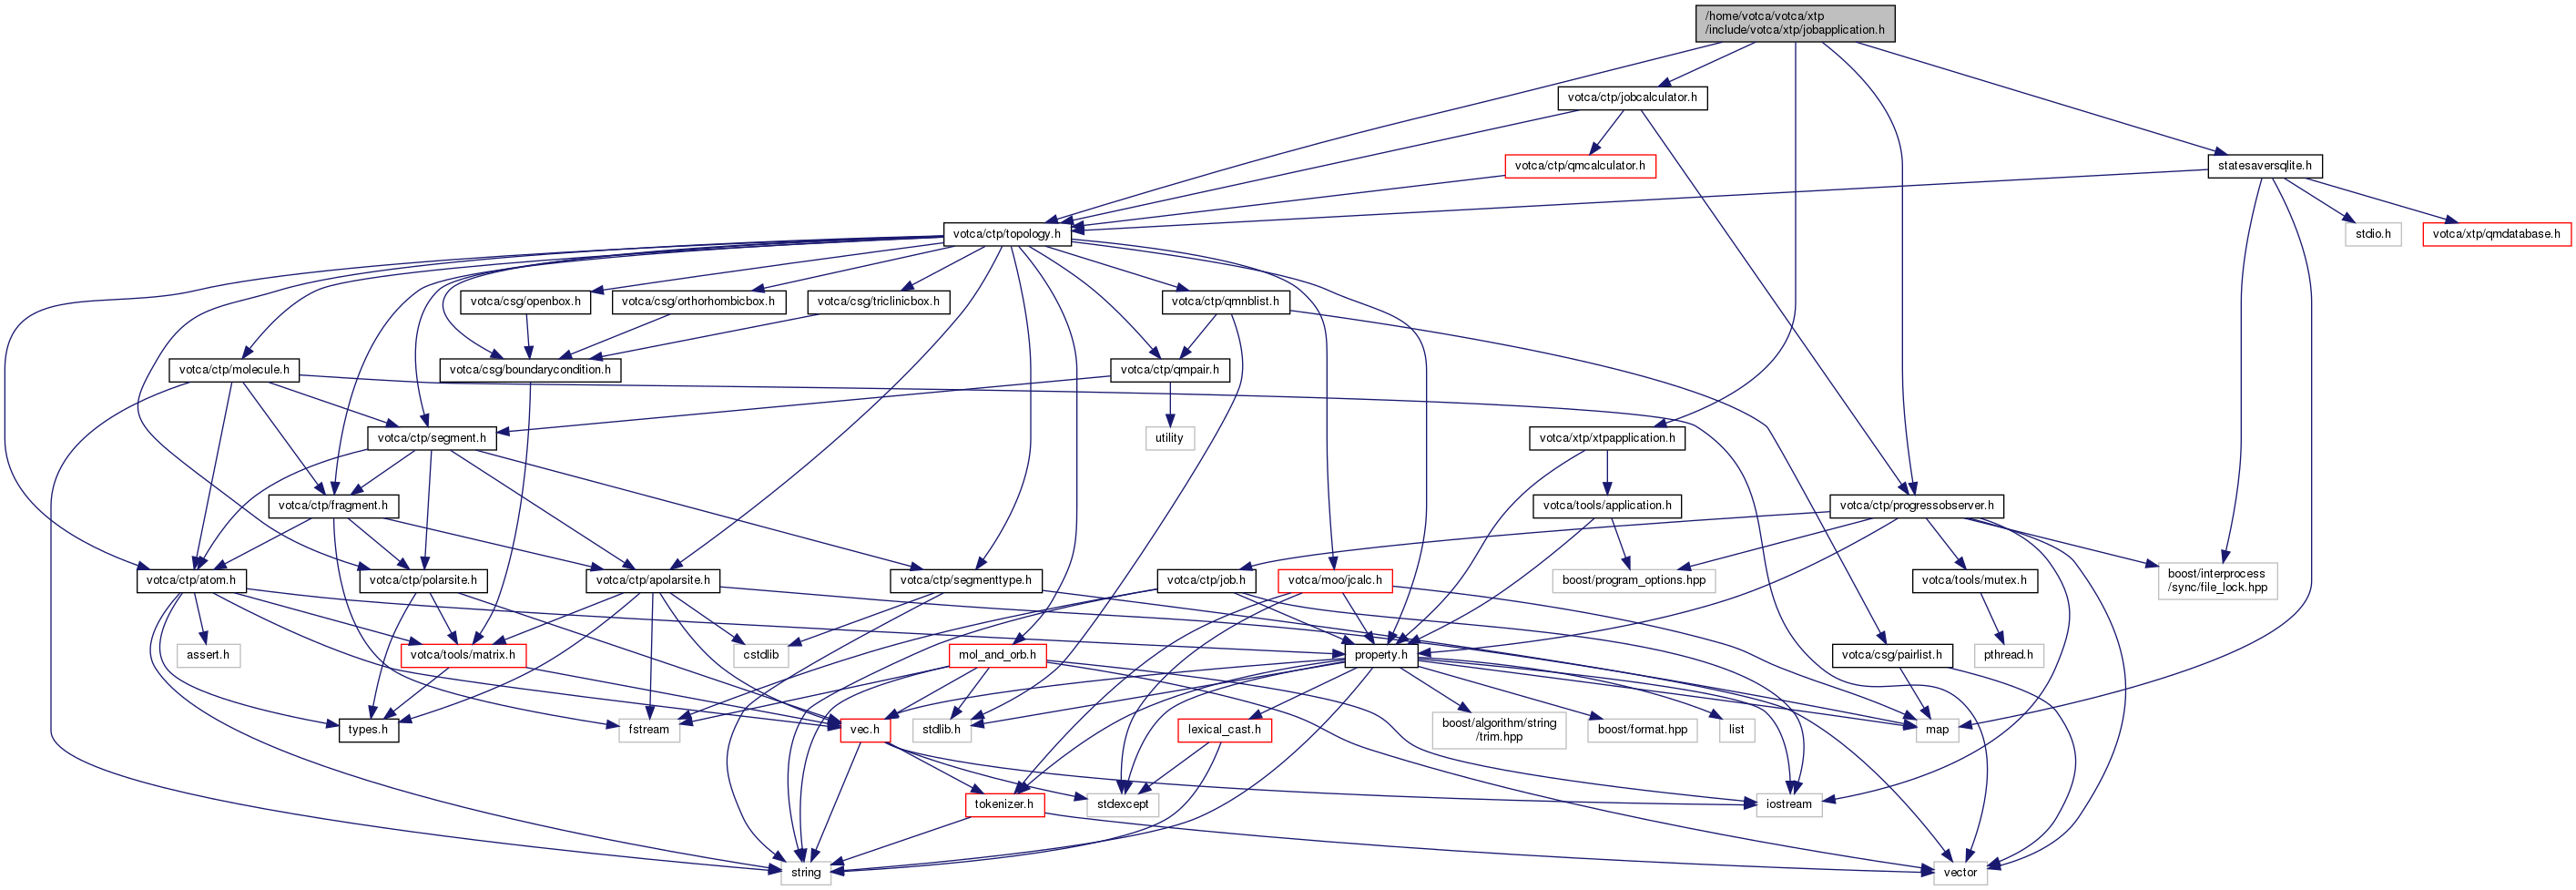 /home/votca/votca/xtp
/include/votca/xtp/jobapplication.h
votca/ctp/jobcalculator.h
votca/ctp/qmcalculator.h
statesaversqlite.h
votca/ctp/topology.h
stdio.h
votca/xtp/qmdatabase.h
votca/csg/openbox.h
votca/csg/orthorhombicbox.h
votca/csg/triclinicbox.h
votca/ctp/qmnblist.h
votca/ctp/molecule.h
votca/csg/boundarycondition.h
votca/ctp/qmpair.h
votca/ctp/segment.h
utility
votca/xtp/xtpapplication.h
votca/ctp/fragment.h
votca/tools/application.h
votca/ctp/progressobserver.h
votca/ctp/atom.h
votca/ctp/polarsite.h
votca/ctp/apolarsite.h
votca/ctp/segmenttype.h
votca/ctp/job.h
votca/moo/jcalc.h
boost/program_options.hpp
votca/tools/mutex.h
boost/interprocess
/sync/file_lock.hpp
assert.h
votca/tools/matrix.h
cstdlib
mol_and_orb.h
property.h
votca/csg/pairlist.h
pthread.h
types.h
fstream
vec.h
stdlib.h
lexical_cast.h
boost/algorithm/string
/trim.hpp
boost/format.hpp
list
map
tokenizer.h
stdexcept
iostream
string
vector